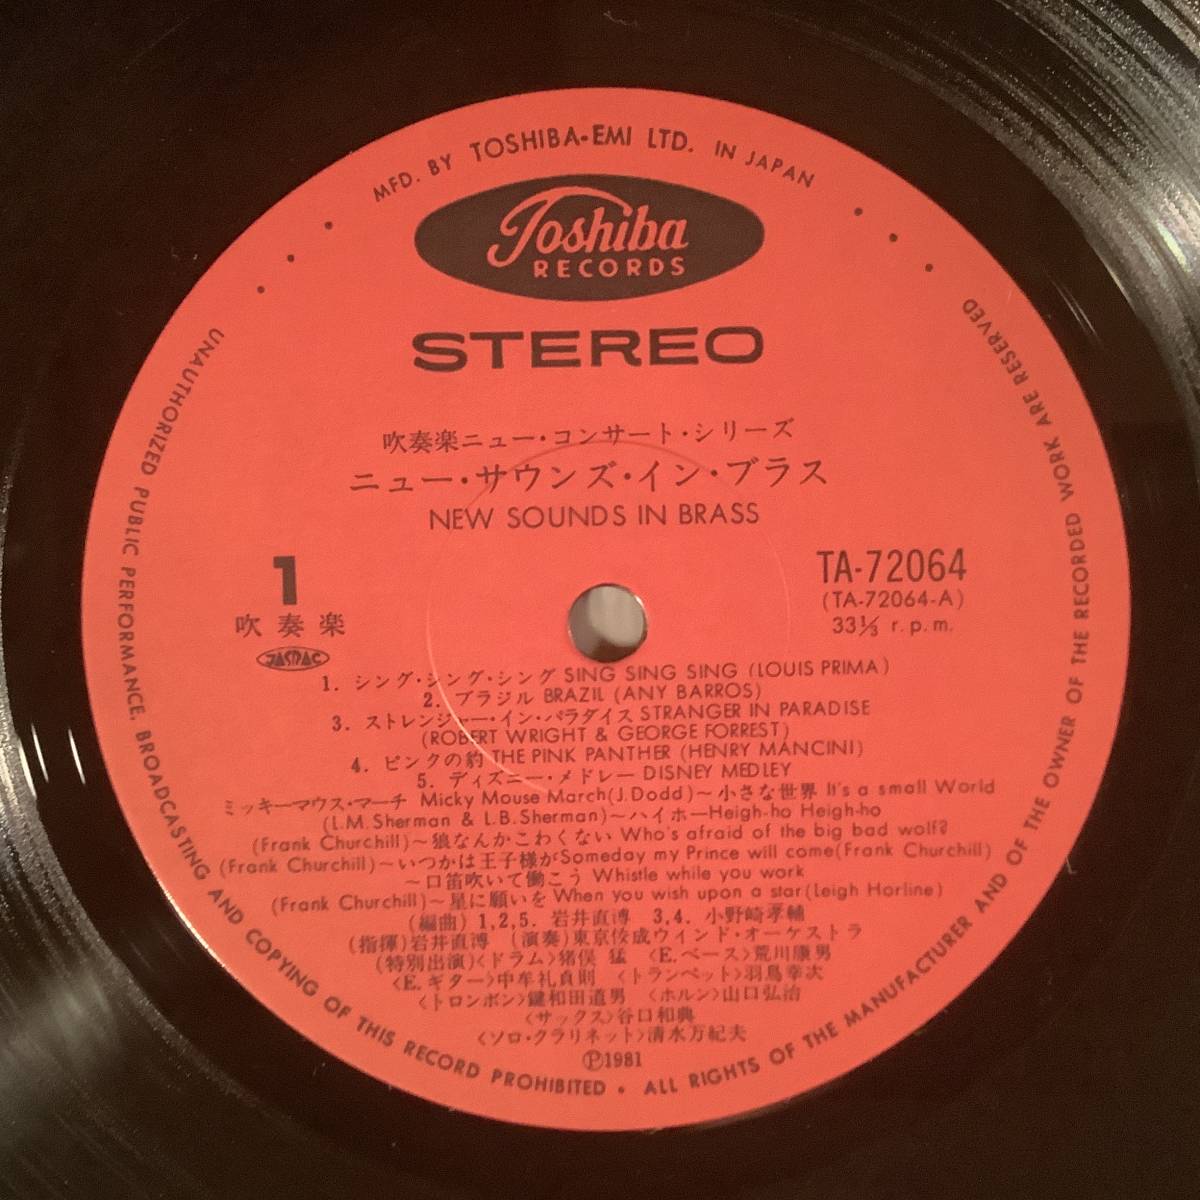 MFD. BY TOSHIBA-EMI LTD. IN JAPAN
Toshiba
RECORDS
STEREO
吹奏楽ニュー・コンサート・シリーズ
ニュー・サウンズ・イン・ブラス
NEW SOUNDS IN BRASS
1
吹奏楽
JASRAC
TA-72064
(TA-72064-A)
33⅓ r.p.m.
1. シング・シング・シング SING SING SING (LOUIS PRIMA)
2. ブラジル BRAZIL (ANY BARROS)
3. ストレンジャー・イン・パラダイス STRANGER IN PARADISE
(ROBERT WRIGHT & GEORGE FORREST)
4. ピンクの豹 THE PINK PANTHER (HENRY MANCINI)
5. ディズニー・メドレー DISNEY MEDLEY
ミッキーマウス・マーチ Micky Mouse March(J.Dodd)～小さな世界 It's a small World
(L.M.Sherman & L.B.Sherman)～ハイホーHeigh-ho Heigh-ho
(Frank Churchill)～狼なんかこわくない Who's afraid of the big bad wolf?
(Frank Churchill)～いつかは王子様がSomeday my Prince will come(Frank Churchill)
～口笛吹いて働こう Whistle while you work
(Frank Churchill)～星に願いを When you wish upon a star(Leigh Horline)
(編曲) 1,2,5. 岩井直溥 3,4. 小野崎孝輔
(指揮)岩井直溥 (演奏)東京佼成ウインド・オーケストラ
(特別出演)〈ドラム〉猪俣 猛 〈E.ベース〉荒川康男
〈E.ギター〉中牟礼貞則 〈トランペット〉羽鳥幸次
〈トロンボン〉鍵和田道男 〈ホルン〉山口弘治
〈サックス〉谷口和典
〈ソロ・クラリネット〉清水万紀夫
Ⓟ1981
UNAUTHORIZED PUBLIC PERFORMANCE. BROADCASTING AND COPYING OF THIS RECORD PROHIBITED • ALL RIGHTS OF THE MANUFACTURER AND OF THE OWNER OF THE RECORDED WORK ARE RESERVED